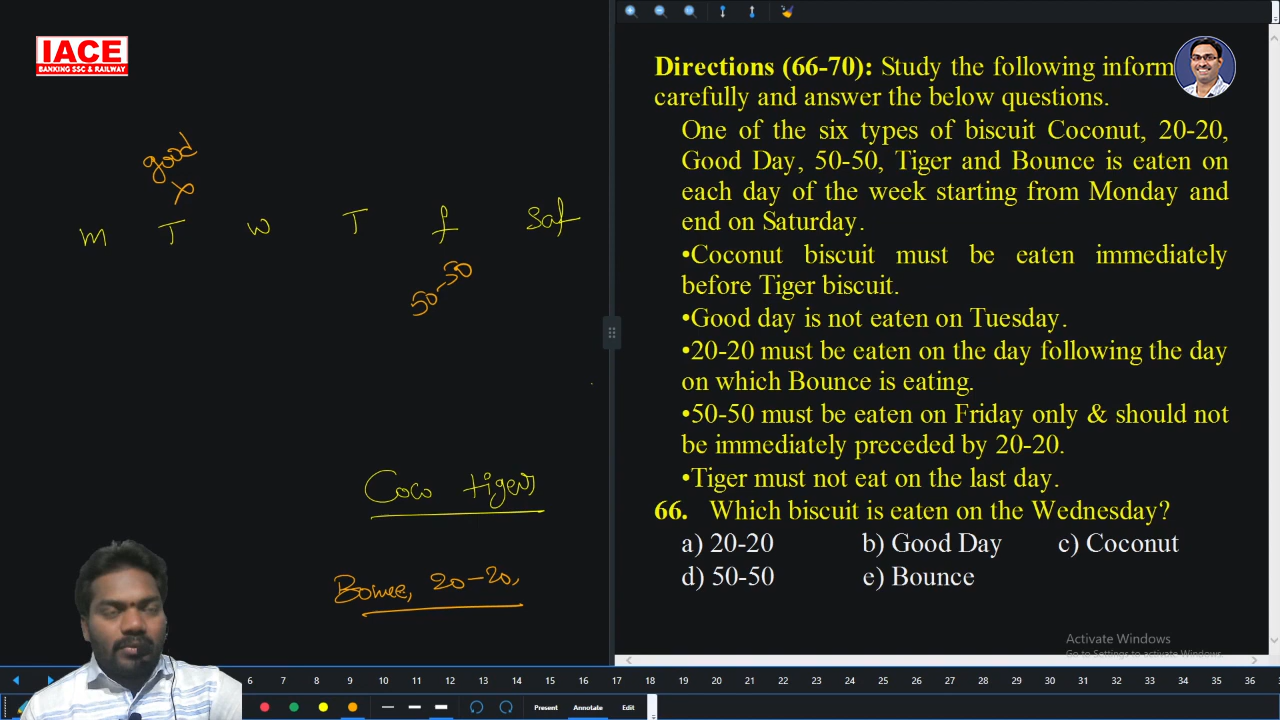 IACE
BANKING SSC & RAILWAY
good
x
m T w T f Sat
50-50
Coco tiger
20-20,
Directions (66-70): Study the following inform
carefully and answer the below questions.
One of the six types of biscuit Coconut, 20-20,
Good Day, 50-50, Tiger and Bounce is eaten on
each day of the week starting from Monday and
end on Saturday.
•Coconut biscuit must be eaten immediately
before Tiger biscuit.
•Good day is not eaten on Tuesday.
•20-20 must be eaten on the day following the day
on which Bounce is eating.
•50-50 must be eaten on Friday only & should not
be immediately preceded by 20-20.
•Tiger must not eat on the last day.
66. Which biscuit is eaten on the Wednesday?
a) 20-20 b) Good Day c) Coconut
d) 50-50 e) Bounce
Activate Windows
Go to Settings to activate Windows.
6 7 8 9 10 11 12 13 14 15 16 17 18 19 20 21 22 23 24 25 26 27 28 29 30 31 32 33 34 35 36
Present Annotate Edit